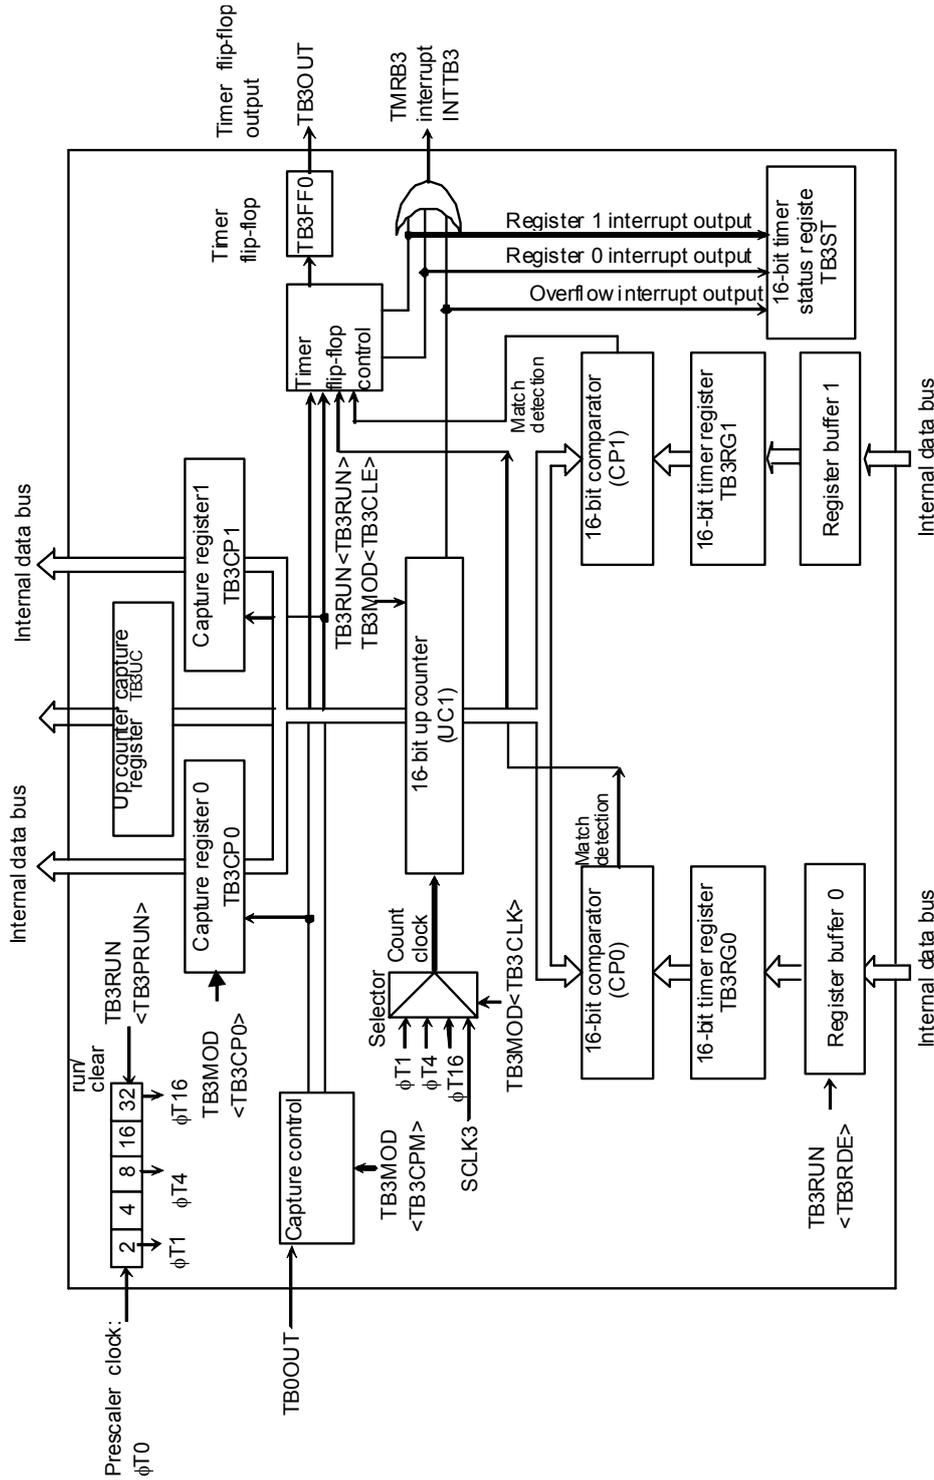 Prescaler clock:
ϕT0
2
4
8
16
32
run/
clear
TB3RUN
<TB3PRUN>
ϕT1
ϕT4
ϕT16
Internal data bus
Internal data bus
Up counter capture
register TB3UC
TB3MOD
<TB3CP0>
Capture register 0
TB3CP0
Capture register1
TB3CP1
Timer
flip-flop
Timer flip-flop
output
TB0OUT
Capture control
TB3MOD
<TB3CPM>
Timer
flip-flop
control
TB3FF0
TB3OUT
TB3RUN<TB3RUN>
TB3MOD<TB3CLE>
TMRB3
interrupt
INTTB3
Selector
ϕT1
ϕT4
ϕT16
SCLK3
Count
clock
TB3MOD<TB3CLK>
16-bit up counter
(UC1)
Register 1 interrupt output
Register 0 interrupt output
Overflow interrupt output
Match
detection
Match
detection
16-bit comparator
(CP0)
16-bit comparator
(CP1)
16-bit timer register
TB3RG0
16-bit timer register
TB3RG1
16-bit timer
status registe
TB3ST
TB3RUN
<TB3RDE>
Register buffer 0
Register buffer 1
Internal data bus
Internal data bus